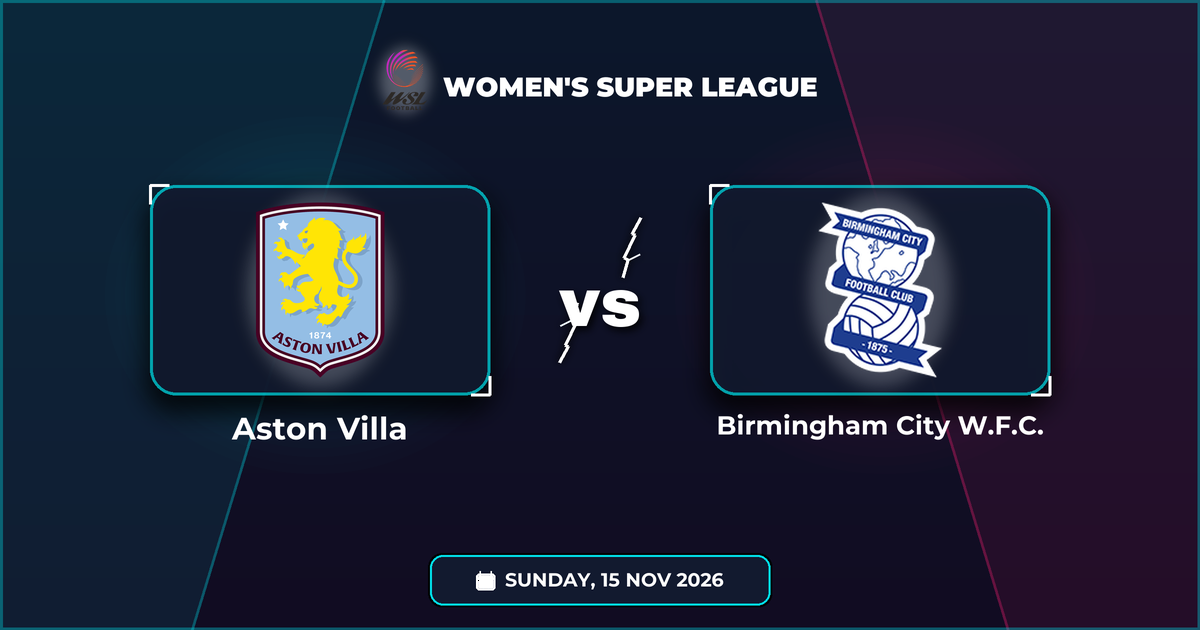 WSL
WOMEN'S SUPER LEAGUE
1874
ASTON VILLA
BIRMINGHAM CITY
FOOTBALL CLUB
- 1875 -
VS
Aston Villa
Birmingham City W.F.C.
SUNDAY, 15 NOV 2026